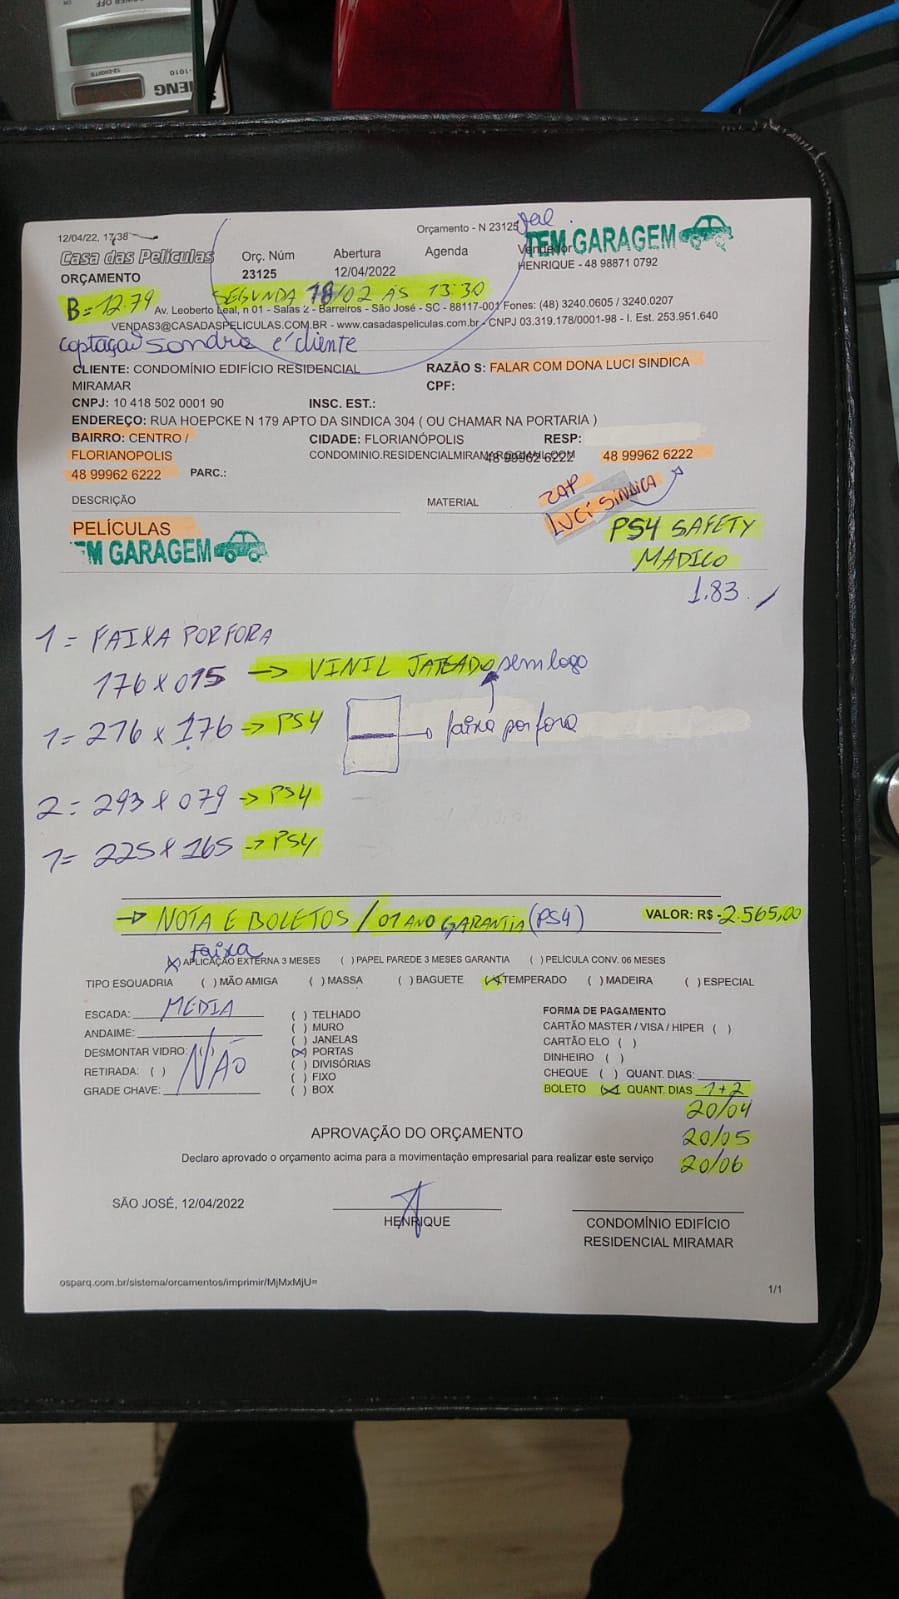 12/04/22, 17:38
Orçamento - N 23125
TEM GARAGEM
Casa das Películas
Orç. Núm
Abertura
Agenda
Vendedor
ORÇAMENTO
23125
12/04/2022
HENRIQUE - 48 98871 0792
B = 12.79
SEGUNDA 18/02 ÀS 13:30
Av. Leoberto Leal, n 01 - Salas 2 - Barreiros - São José - SC - 88117-001 Fones: (48) 3240.0605 / 3240.0207
VENDAS3@CASADASPELICULAS.COM.BR - www.casadaspeliculas.com.br - CNPJ 03.319.178/0001-98 - I. Est. 253.951.640
captação sondra é cliente
CLIENTE: CONDOMÍNIO EDIFÍCIO RESIDENCIAL
MIRAMAR
RAZÃO S: FALAR COM DONA LUCI SINDICA
CPF:
CNPJ: 10 418 502 0001 90
INSC. EST.:
ENDEREÇO: RUA HOEPCKE N 179 APTO DA SINDICA 304 ( OU CHAMAR NA PORTARIA )
BAIRRO: CENTRO /
FLORIANOPOLIS
CIDADE: FLORIANÓPOLIS
RESP:
48 99962 6222
48 99962 6222
48 99962 6222
PARC.:
DESCRIÇÃO
MATERIAL
ZAP
LUCI SINDICA
PELÍCULAS
EM GARAGEM
PS4 SAFETY
MADICO
1.83
1 = FAIXA POR FORA
176 x 015 → VINIL JATEADO sem logo
1 = 276 x 176 → PS4
faixa por fora
2 = 293 x 079 → PS4
1 = 225 x 165 → PS4
→ NOTA E BOLETOS / 01 ANO GARANTIA (PS4)
VALOR: R$ 2.565,00
Faixa
(X) APLICAÇÃO EXTERNA 3 MESES ( ) PAPEL PAREDE 3 MESES GARANTIA ( ) PELÍCULA CONV. 06 MESES
TIPO ESQUADRIA ( ) MÃO AMIGA ( ) MASSA ( ) BAGUETE (X) TEMPERADO ( ) MADEIRA ( ) ESPECIAL
ESCADA: MEDIA
ANDAIME:
DESMONTAR VIDRO: ( )
RETIRADA: ( )
NÃO
GRADE CHAVE:
( ) TELHADO
( ) MURO
( ) JANELAS
(X) PORTAS
( ) DIVISÓRIAS
( ) FIXO
( ) BOX
FORMA DE PAGAMENTO
CARTÃO MASTER / VISA / HIPER ( )
CARTÃO ELO ( )
DINHEIRO ( )
CHEQUE ( ) QUANT. DIAS:
BOLETO (X) QUANT. DIAS 1+2
20/04
20/05
20/06
APROVAÇÃO DO ORÇAMENTO
Declaro aprovado o orçamento acima para a movimentação empresarial para realizar este serviço
SÃO JOSÉ, 12/04/2022
HENRIQUE
CONDOMÍNIO EDIFÍCIO
RESIDENCIAL MIRAMAR
osparq.com.br/sistema/orcamentos/imprimir/MjMxMjU=
1/1